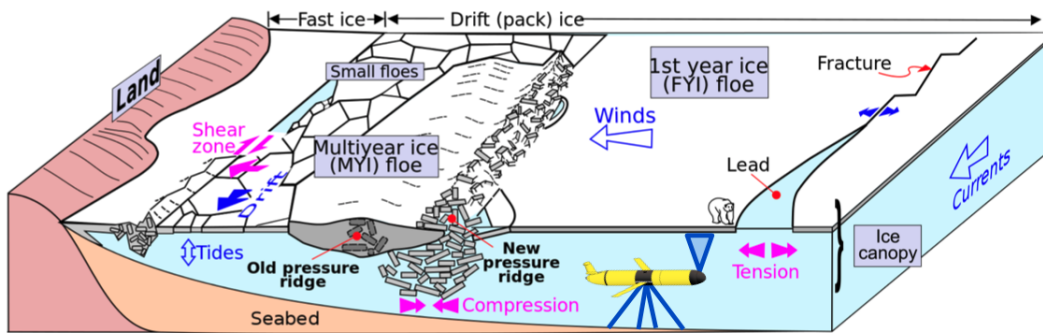 Fast ice
Drift (pack) ice
Land
Small floes
1st year ice
(FYI) floe
Fracture
Shear
zone
Multiyear ice
(MYI) floe
Winds
Drift
Lead
Currents
Tides
Old pressure
ridge
New
pressure
ridge
Compression
Tension
Ice
canopy
Seabed